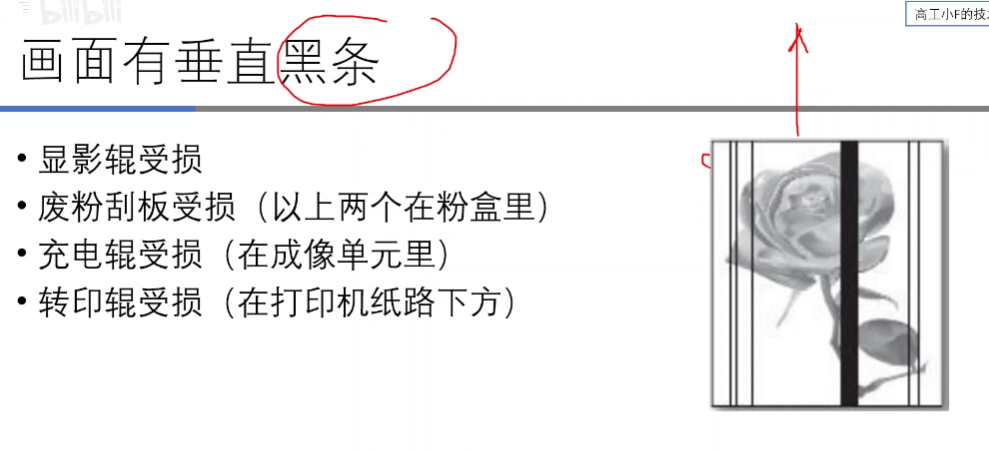 bilibili
高工小F的技
画面有垂直黑条
• 显影辊受损
• 废粉刮板受损（以上两个在粉盒里）
• 充电辊受损（在成像单元里）
• 转印辊受损（在打印机纸路下方）